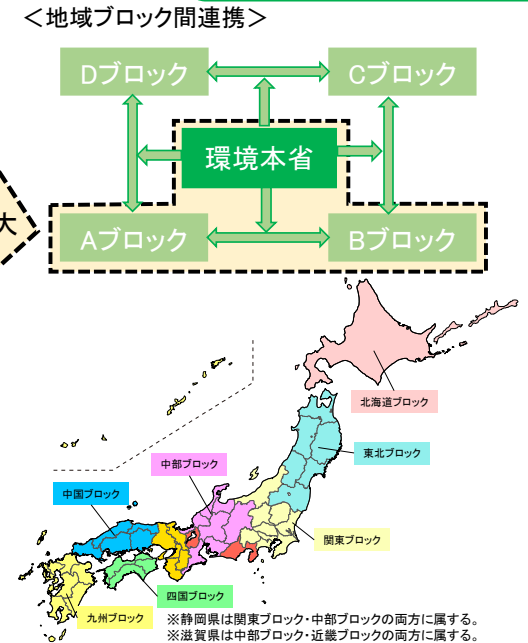 ＜地域ブロック間連携＞
Dブロック
Cブロック
環境本省
大
Aブロック
Bブロック
北海道ブロック
東北ブロック
中部ブロック
中国ブロック
関東ブロック
四国ブロック
九州ブロック
※静岡県は関東ブロック・中部ブロックの両方に属する。
※滋賀県は中部ブロック・近畿ブロックの両方に属する。